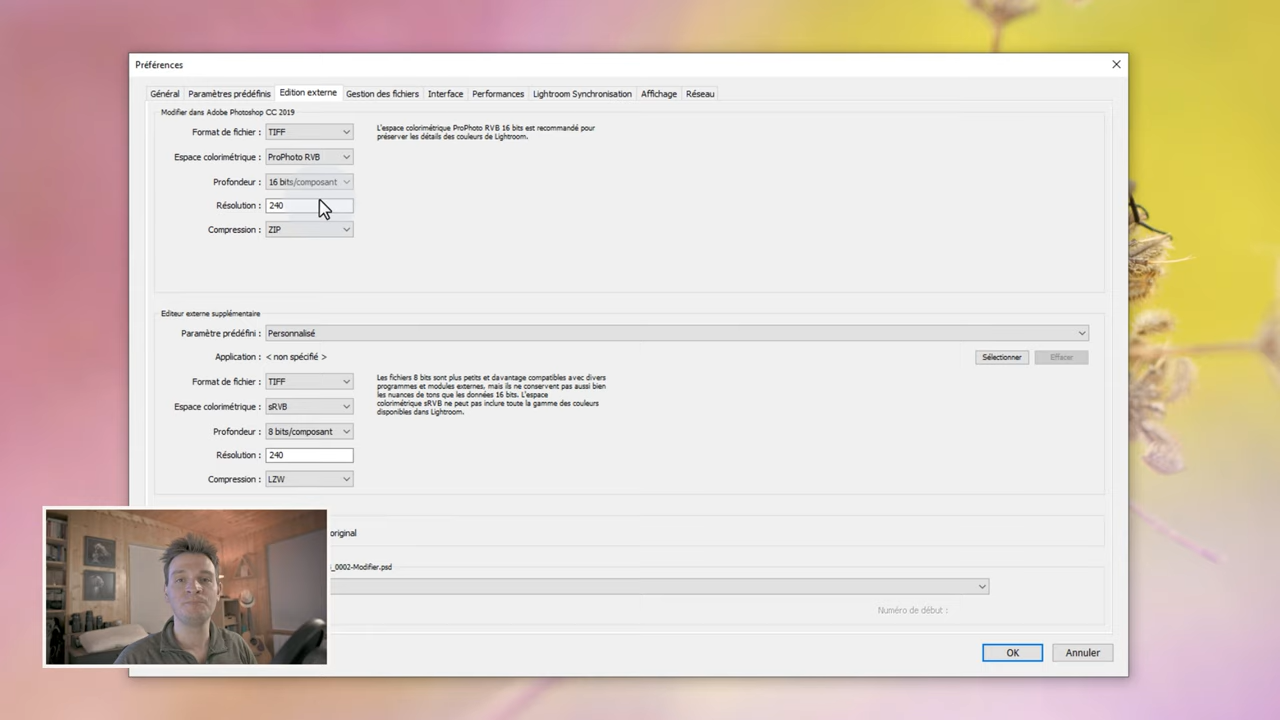 Préférences
Général Paramètres prédéfinis Edition externe Gestion des fichiers Interface Performances Lightroom Synchronisation Affichage Réseau
Modifier dans Adobe Photoshop CC 2019
Format de fichier : TIFF
L'espace colorimétrique ProPhoto RVB 16 bits est recommandé pour
préserver les détails des couleurs de Lightroom.
Espace colorimétrique : ProPhoto RVB
Profondeur : 16 bits/composant
Résolution : 240
Compression : ZIP
Editeur externe supplémentaire
Paramètre prédéfini : Personnalisé
Application : < non spécifié >
Sélectionner Effacer
Format de fichier : TIFF
Les fichiers 8 bits sont plus petits et davantage compatibles avec divers
programmes et modules externes, mais ils ne conservent pas aussi bien
les nuances de tons que les données 16 bits. L'espace
colorimétrique sRVB ne peut pas inclure toute la gamme des couleurs
disponibles dans Lightroom.
Espace colorimétrique : sRVB
Profondeur : 8 bits/composant
Résolution : 240
Compression : LZW
original
_0002-Modifier.psd
Numéro de début :
OK Annuler